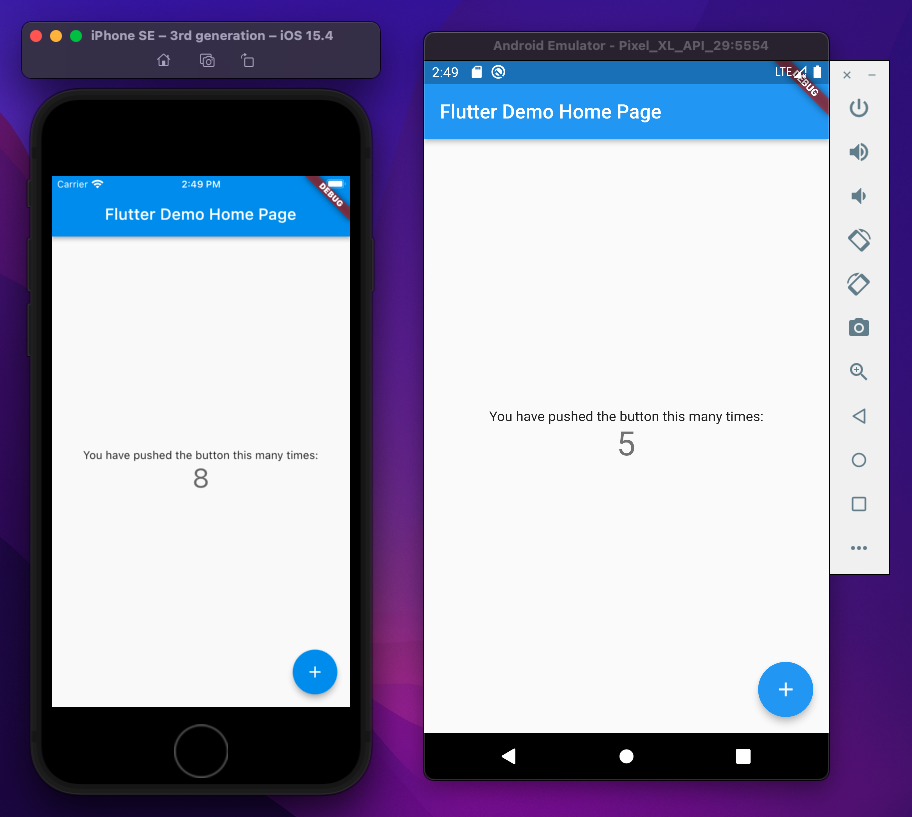 iPhone SE – 3rd generation – iOS 15.4
Carrier 2:49 PM
DEBUG
Flutter Demo Home Page
You have pushed the button this many times:
8
+
Android Emulator - Pixel_XL_API_29:5554
2:49 LTE
DEBUG
Flutter Demo Home Page
You have pushed the button this many times:
5
+